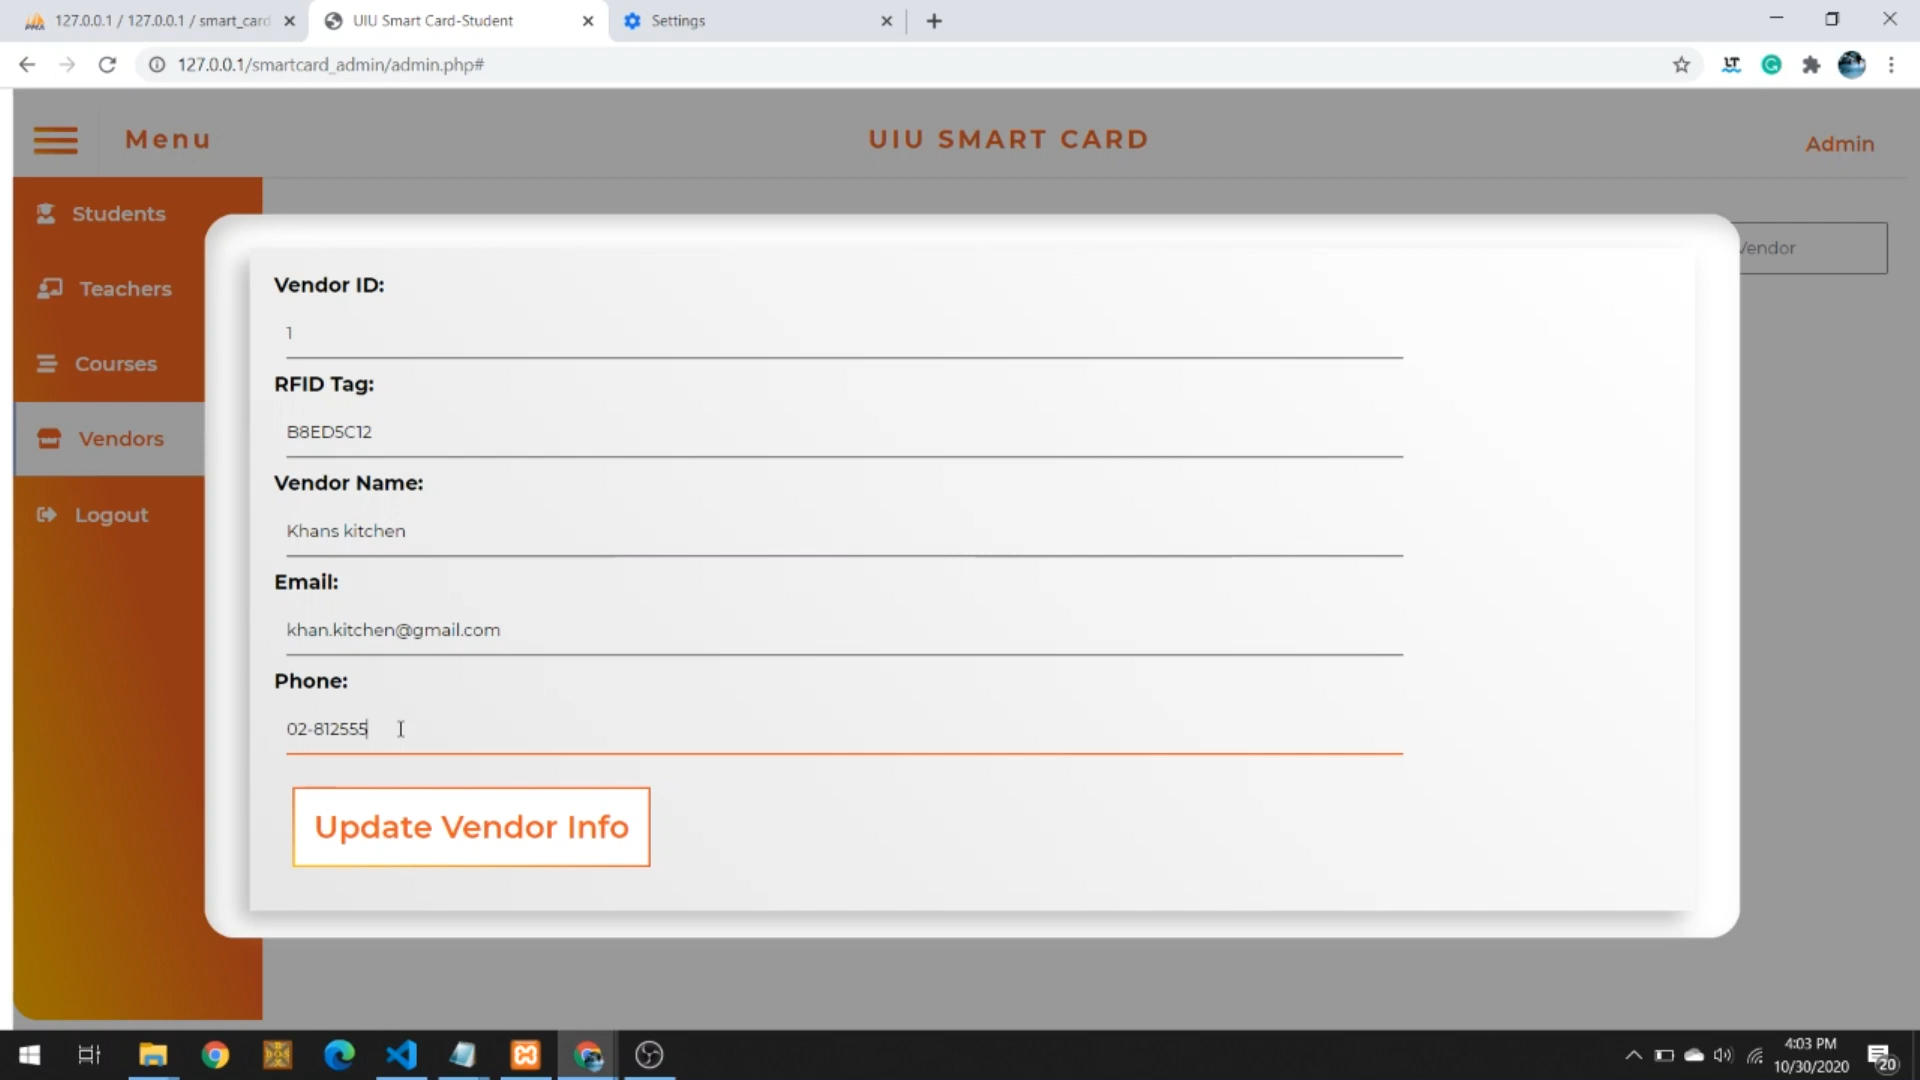 127.0.0.1 / 127.0.0.1 / smart_card
UIU Smart Card-Student
Settings
127.0.0.1/smartcard_admin/admin.php#
Menu
UIU SMART CARD
Admin
Students
Teachers
Courses
Vendors
Logout
Vendor
Vendor ID:
1
RFID Tag:
B8ED5C12
Vendor Name:
Khans kitchen
Email:
khan.kitchen@gmail.com
Phone:
02-812555
Update Vendor Info
4:03 PM
10/30/2020
20